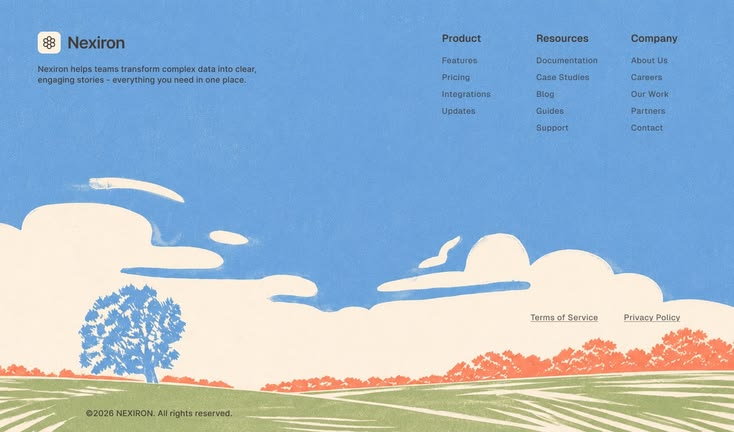 Nexiron
Nexiron helps teams transform complex data into clear,
engaging stories - everything you need in one place.
Product
Features
Pricing
Integrations
Updates
Resources
Documentation
Case Studies
Blog
Guides
Support
Company
About Us
Careers
Our Work
Partners
Contact
Terms of Service
Privacy Policy
©2026 NEXIRON. All rights reserved.